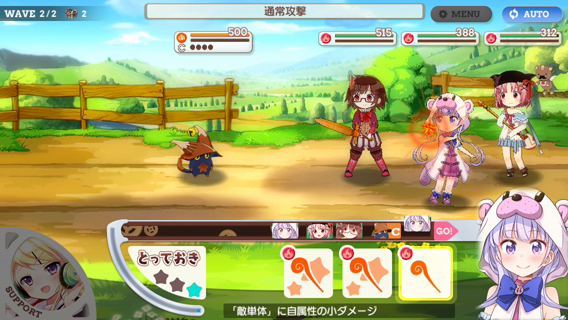 WAVE 2/2 2
通常攻撃
MENU
AUTO
500
C
515
388
312
C
GO!
とっておき
SUPPORT
「敵単体」に自属性の小ダメージ